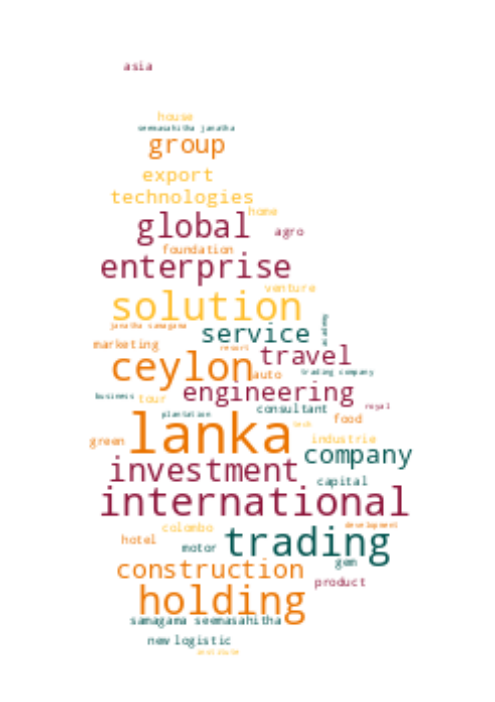 asia
house
seemasahitha janatha
group
export
technologies
home
global
agro
foundation
enterprise
venture
solution
janatha samagama
service
academy
marketing
resort
travel
ceylon
auto
trading company
engineering
business
tour
consultant
royal
plantation
food
lanka
tech
green
industrie
company
investment
capital
international
colombo
development
hotel
motor
trading
gem
construction
product
holding
samagama seemasahitha
new
logistic
institute